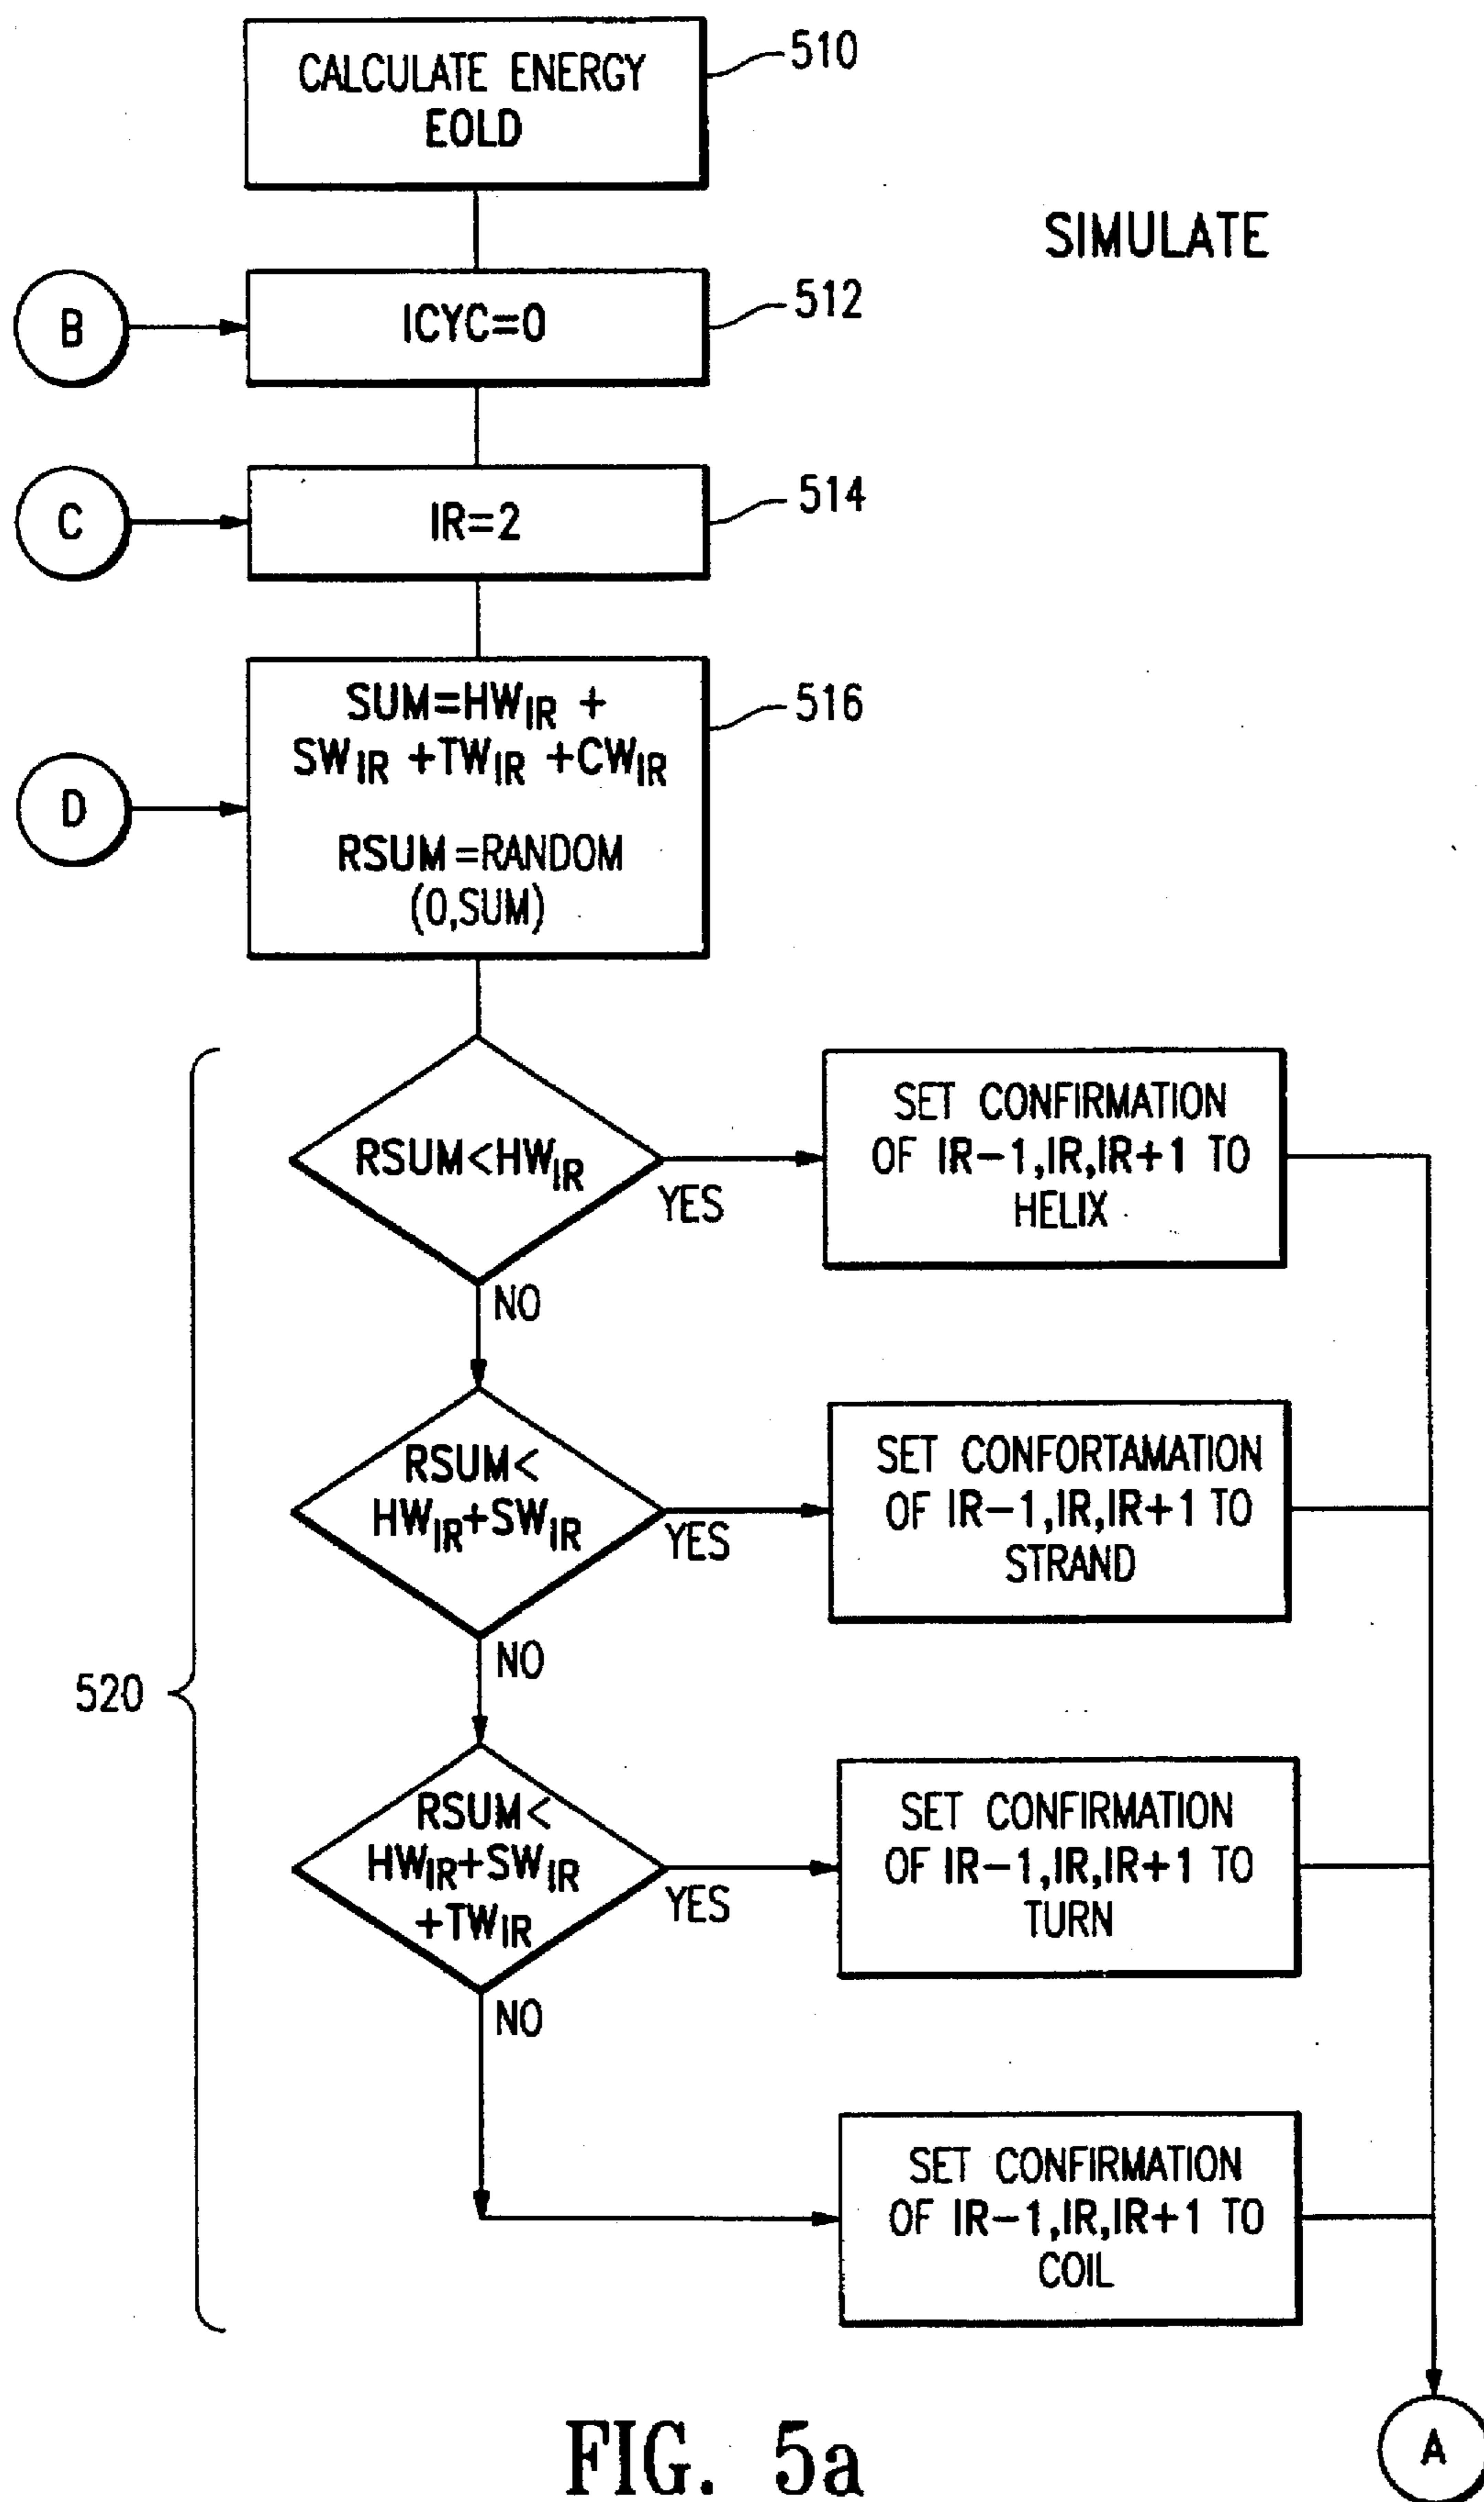 CALCULATE ENERGY
EOLD
510
SIMULATE
B
ICYC=0
512
C
IR=2
514
SUM=HWIR +
SWIR +TWIR +CWIR
RSUM=RANDOM
(0,SUM)
516
D
RSUM<HWIR
YES
NO
SET CONFIRMATION
OF IR-1,IR,IR+1 TO
HELIX
RSUM<
HWIR+SWIR
YES
NO
SET CONFORTAMATION
OF IR-1,IR,IR+1 TO
STRAND
520
RSUM<
HWIR+SWIR
+TWIR
YES
NO
SET CONFIRMATION
OF IR-1,IR,IR+1 TO
TURN
SET CONFIRMATION
OF IR-1,IR,IR+1 TO
COIL
A
FIG. 5a